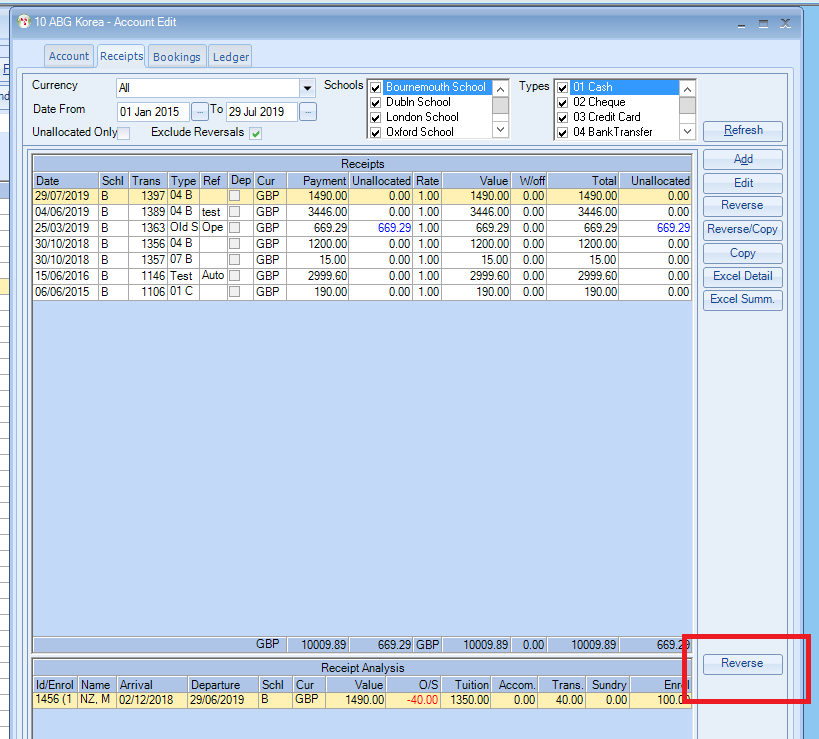 10 ABG Korea - Account Edit
Account Receipts Bookings Ledger
Currency All Schools Bournemouth School Types 01 Cash
Dubln School 02 Cheque
Date From 01 Jan 2015 ... To 29 Jul 2019 ... London School 03 Credit Card
Unallocated Only Exclude Reversals Oxford School 04 BankTransfer
Refresh
Add
Edit
Reverse
Reverse/Copy
Copy
Excel Detail
Excel Summ.
Receipts
Date Schl Trans Type Ref Dep Cur Payment Unallocated Rate Value W/off Total Unallocated
29/07/2019 B 1397 04 B GBP 1490.00 0.00 1.00 1490.00 0.00 1490.00 0.00
04/06/2019 B 1389 04 B test GBP 3446.00 0.00 1.00 3446.00 0.00 3446.00 0.00
25/03/2019 B 1363 Old S Ope GBP 669.29 669.29 1.00 669.29 0.00 669.29 669.29
30/10/2018 B 1356 04 B GBP 1200.00 0.00 1.00 1200.00 0.00 1200.00 0.00
30/10/2018 B 1357 07 B GBP 15.00 0.00 1.00 15.00 0.00 15.00 0.00
15/06/2016 B 1146 Test Auto GBP 2999.60 0.00 1.00 2999.60 0.00 2999.60 0.00
06/06/2015 B 1106 01 C GBP 190.00 0.00 1.00 190.00 0.00 190.00 0.00
GBP 10009.89 669.29 GBP 10009.89 0.00 10009.89 669.29
Reverse
Receipt Analysis
Id/Enrol Name Arrival Departure Schl Cur Value O/S Tuition Accom. Trans. Sundry Enrol
1456 (1 NZ, M 02/12/2018 29/06/2019 B GBP 1490.00 -40.00 1350.00 0.00 40.00 0.00 100.00